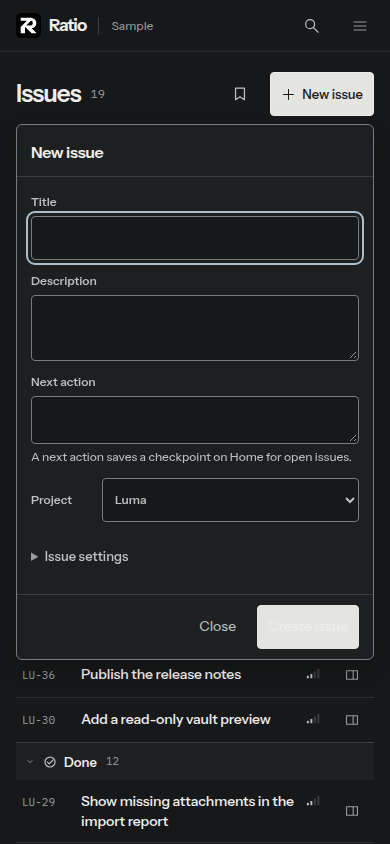 Ratio
Sample
Issues 19
New issue
New issue
Title
Description
Next action
A next action saves a checkpoint on Home for open issues.
Project
Luma
Issue settings
Close
Create issue
LU-36 Publish the release notes
LU-30 Add a read-only vault preview
Done 12
LU-29 Show missing attachments in the
import report